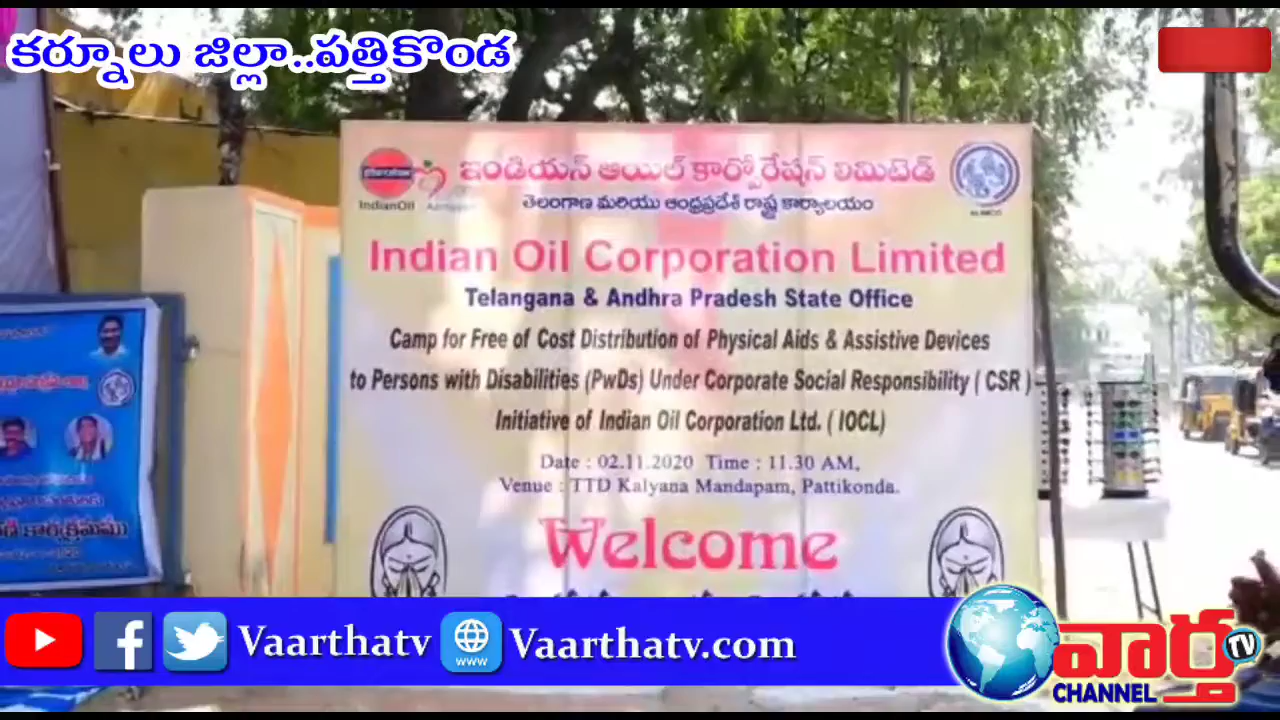 కర్నూలు జిల్లా..పత్తికొండ
ఇండియన్ ఆయిల్ కార్పోరేషన్ లిమిటెడ్
IndianOil
తెలంగాణ మరియు ఆంధ్రప్రదేశ్ రాష్ట్ర కార్యాలయం
Indian Oil Corporation Limited
Telangana & Andhra Pradesh State Office
Camp for Free of Cost Distribution of Physical Aids & Assistive Devices
to Persons with Disabilities (PwDs) Under Corporate Social Responsibility ( CSR )
Initiative of Indian Oil Corporation Ltd. ( IOCL)
Date : 02.11.2020 Time : 11.30 AM,
Venue : TTD Kalyana Mandapam, Pattikonda.
Welcome
కార్యక్రమము
Vaarthatv
www
Vaarthatv.com
వార్త
TV
CHANNEL